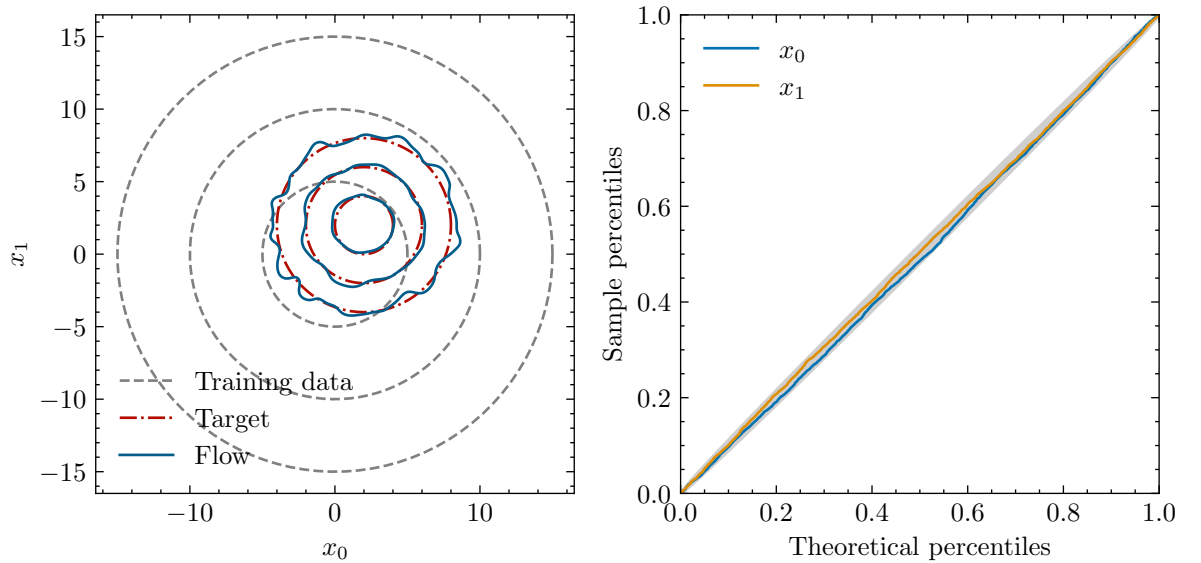 15
10
5
0
−5
−10
−15
x₁
Training data
Target
Flow
−10
0
10
x₀
1.0
0.8
0.6
0.4
0.2
0.0
Sample percentiles
x₀
x₁
0.0
0.2
0.4
0.6
0.8
1.0
Theoretical percentiles